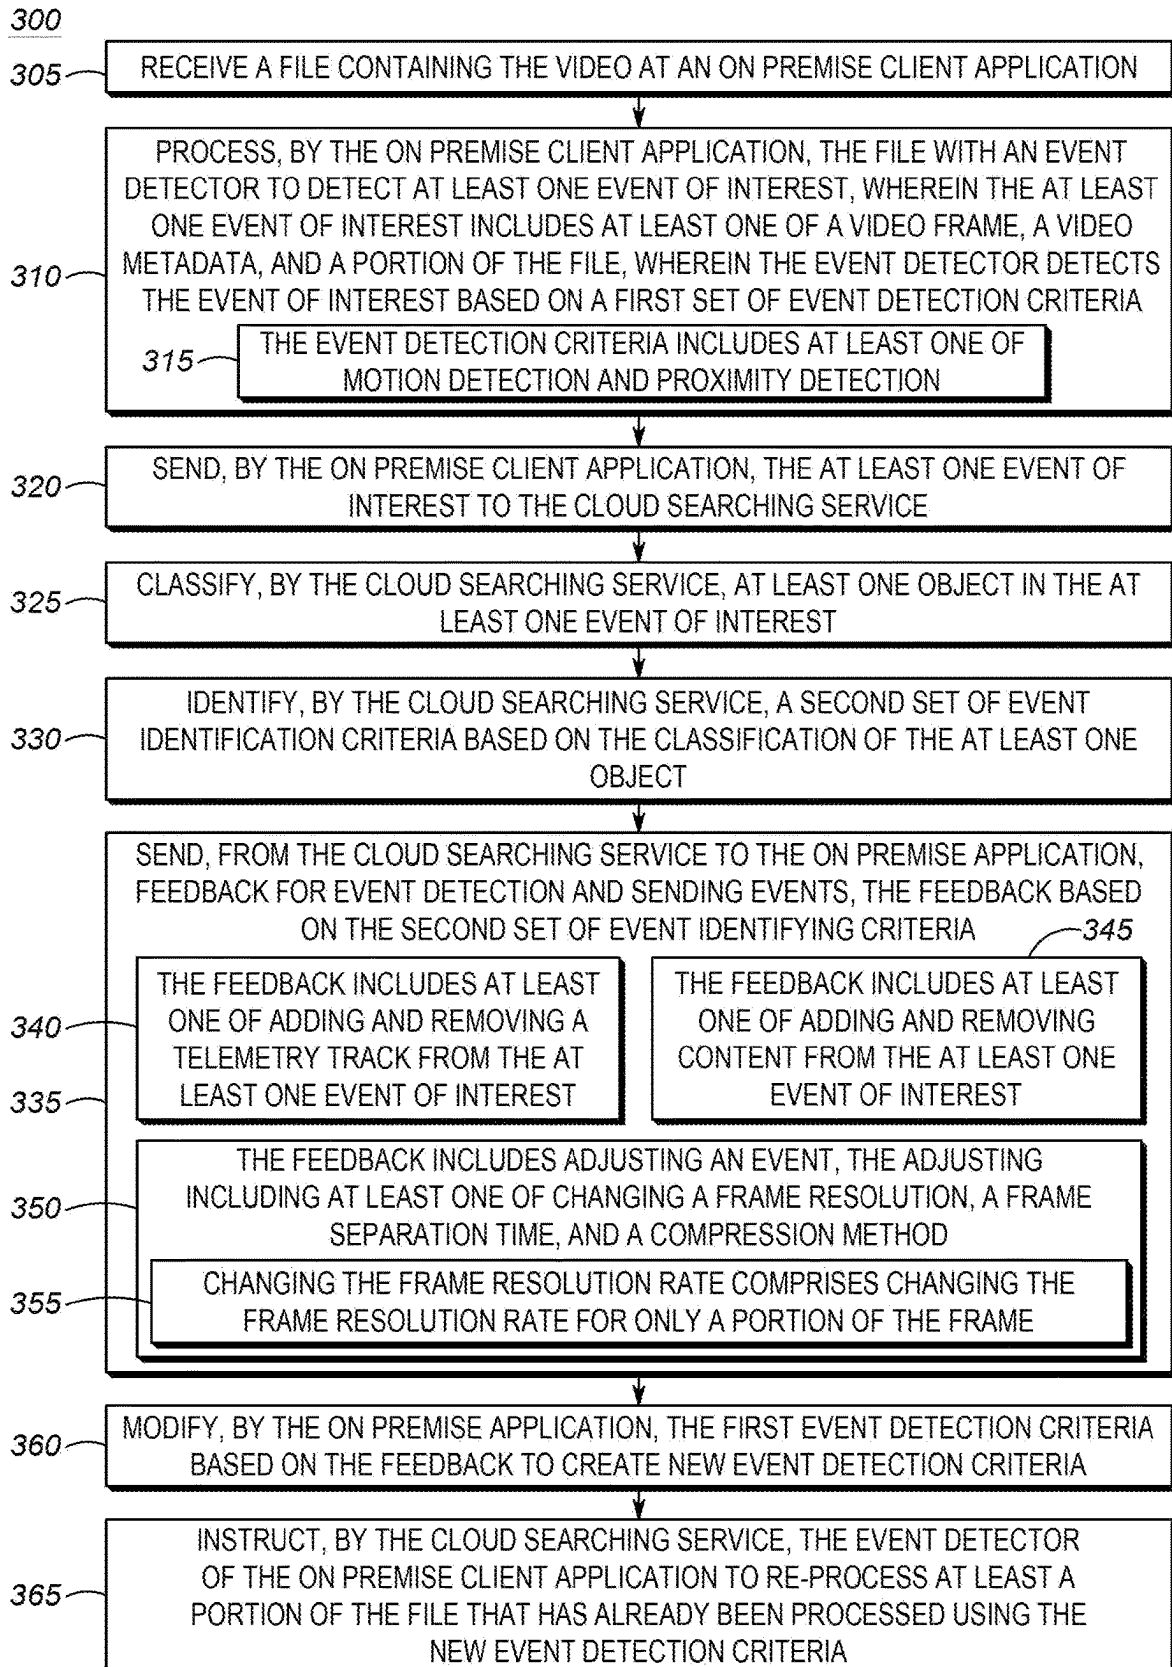 300
305
RECEIVE A FILE CONTAINING THE VIDEO AT AN ON PREMISE CLIENT APPLICATION
310
PROCESS, BY THE ON PREMISE CLIENT APPLICATION, THE FILE WITH AN EVENT
DETECTOR TO DETECT AT LEAST ONE EVENT OF INTEREST, WHEREIN THE AT LEAST
ONE EVENT OF INTEREST INCLUDES AT LEAST ONE OF A VIDEO FRAME, A VIDEO
METADATA, AND A PORTION OF THE FILE, WHEREIN THE EVENT DETECTOR DETECTS
THE EVENT OF INTEREST BASED ON A FIRST SET OF EVENT DETECTION CRITERIA
315
THE EVENT DETECTION CRITERIA INCLUDES AT LEAST ONE OF
MOTION DETECTION AND PROXIMITY DETECTION
320
SEND, BY THE ON PREMISE CLIENT APPLICATION, THE AT LEAST ONE EVENT OF
INTEREST TO THE CLOUD SEARCHING SERVICE
325
CLASSIFY, BY THE CLOUD SEARCHING SERVICE, AT LEAST ONE OBJECT IN THE AT
LEAST ONE EVENT OF INTEREST
330
IDENTIFY, BY THE CLOUD SEARCHING SERVICE, A SECOND SET OF EVENT
IDENTIFICATION CRITERIA BASED ON THE CLASSIFICATION OF THE AT LEAST ONE
OBJECT
335
SEND, FROM THE CLOUD SEARCHING SERVICE TO THE ON PREMISE APPLICATION,
FEEDBACK FOR EVENT DETECTION AND SENDING EVENTS, THE FEEDBACK BASED
ON THE SECOND SET OF EVENT IDENTIFYING CRITERIA
340
THE FEEDBACK INCLUDES AT LEAST
ONE OF ADDING AND REMOVING A
TELEMETRY TRACK FROM THE AT
LEAST ONE EVENT OF INTEREST
345
THE FEEDBACK INCLUDES AT LEAST
ONE OF ADDING AND REMOVING
CONTENT FROM THE AT LEAST ONE
EVENT OF INTEREST
350
THE FEEDBACK INCLUDES ADJUSTING AN EVENT, THE ADJUSTING
INCLUDING AT LEAST ONE OF CHANGING A FRAME RESOLUTION, A FRAME
SEPARATION TIME, AND A COMPRESSION METHOD
355
CHANGING THE FRAME RESOLUTION RATE COMPRISES CHANGING THE
FRAME RESOLUTION RATE FOR ONLY A PORTION OF THE FRAME
360
MODIFY, BY THE ON PREMISE APPLICATION, THE FIRST EVENT DETECTION CRITERIA
BASED ON THE FEEDBACK TO CREATE NEW EVENT DETECTION CRITERIA
365
INSTRUCT, BY THE CLOUD SEARCHING SERVICE, THE EVENT DETECTOR
OF THE ON PREMISE CLIENT APPLICATION TO RE-PROCESS AT LEAST A
PORTION OF THE FILE THAT HAS ALREADY BEEN PROCESSED USING THE
NEW EVENT DETECTION CRITERIA